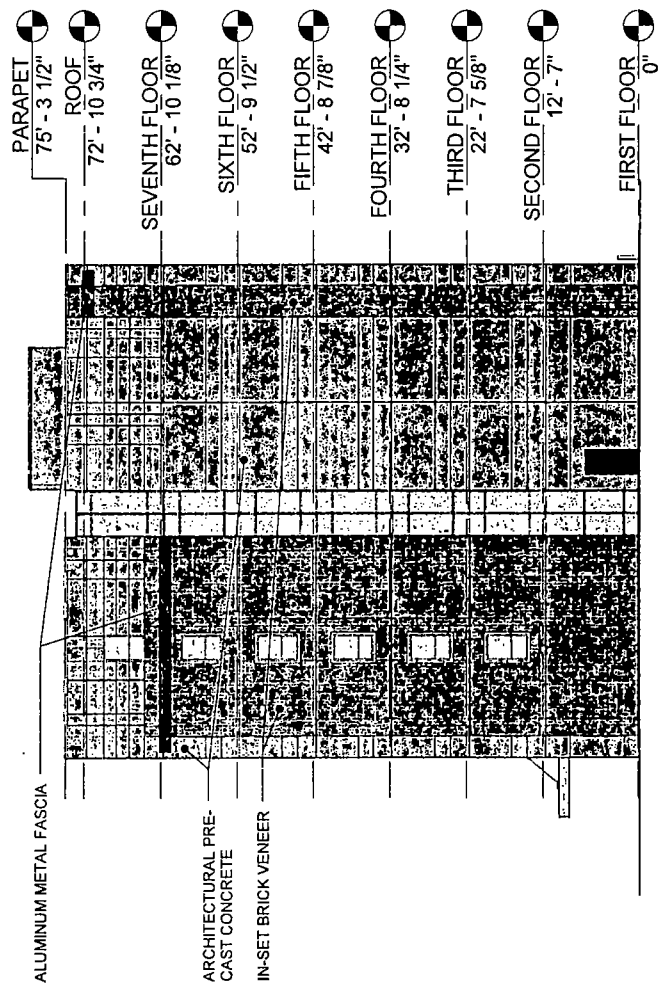 PARAPET
75' - 3 1/2"
ROOF
72' - 10 3/4"
SEVENTH FLOOR
62' - 10 1/8"
SIXTH FLOOR
52' - 9 1/2"
FIFTH FLOOR
42' - 8 7/8"
FOURTH FLOOR
32' - 8 1/4"
THIRD FLOOR
22' - 7 5/8"
SECOND FLOOR
12' - 7"
FIRST FLOOR
0"
ALUMINUM METAL FASCIA
ARCHITECTURAL PRE-
CAST CONCRETE
IN-SET BRICK VENEER